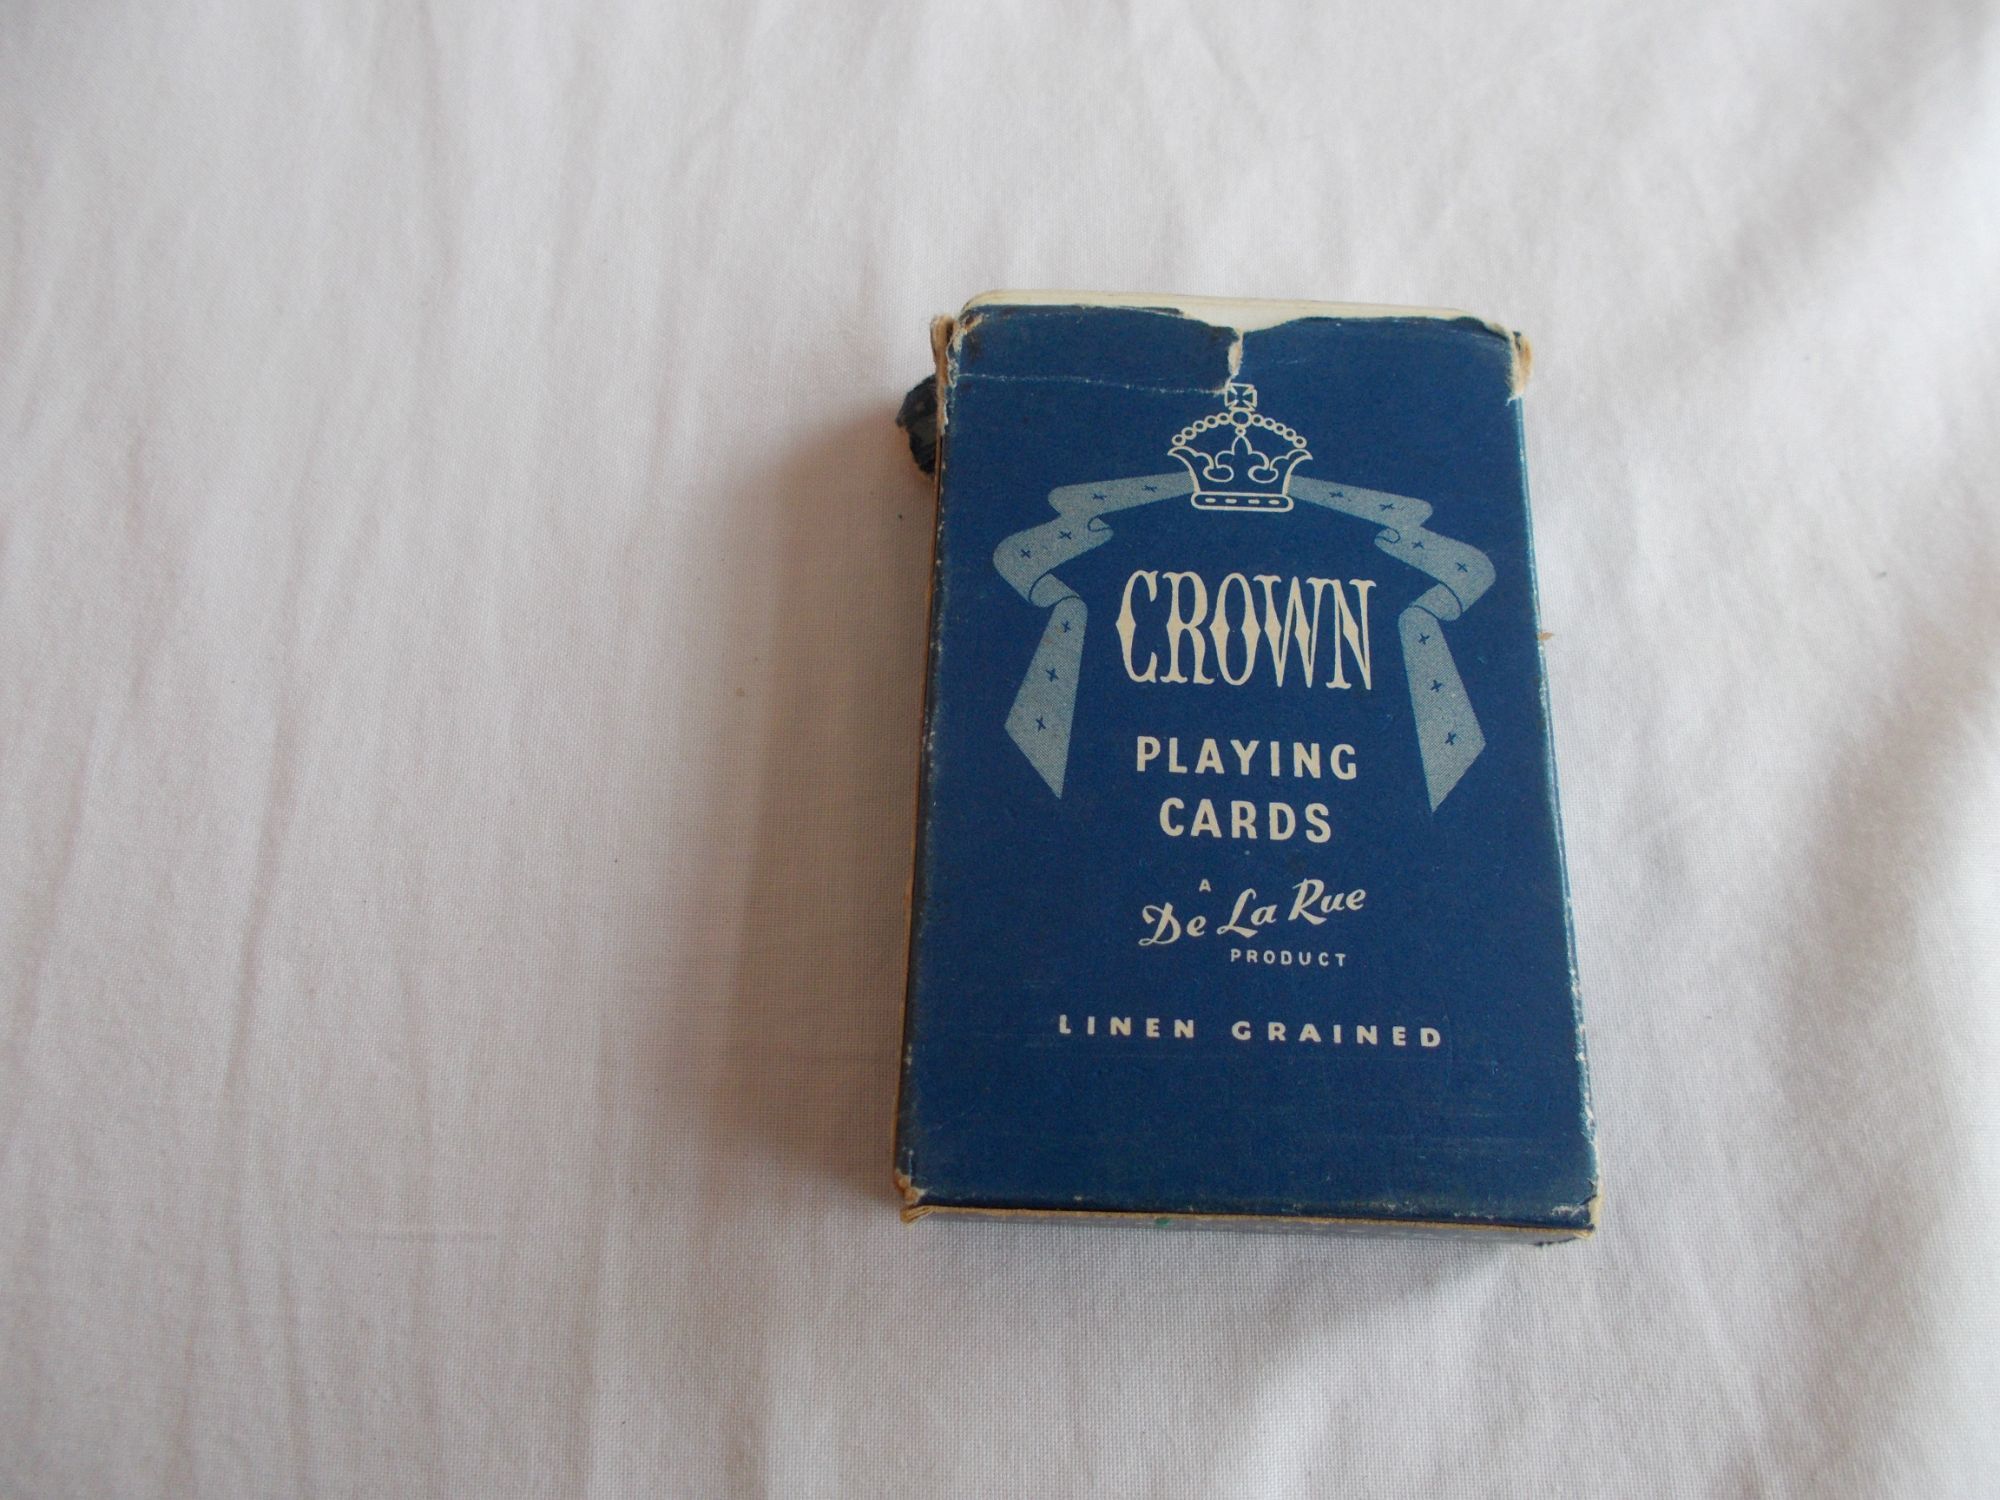 CROWN
PLAYING
CARDS
A
De La Rue
PRODUCT
LINEN GRAINED